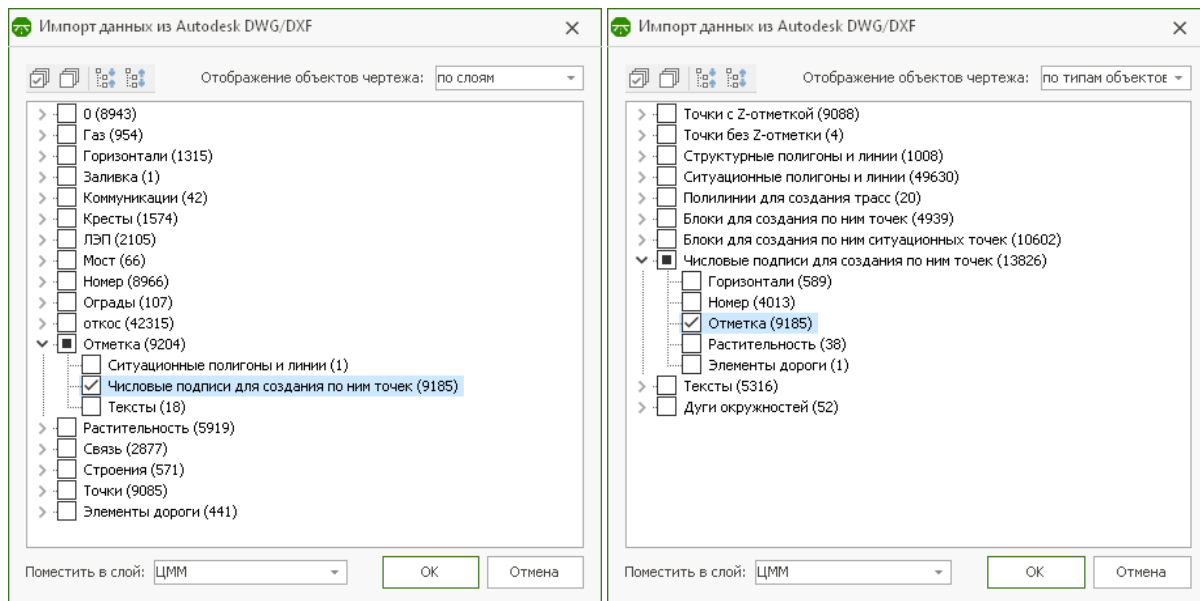 Импорт данных из Autodesk DWG/DXF
Отображение объектов чертежа: по слоям
0 (8943)
Газ (954)
Горизонтали (1315)
Заливка (1)
Коммуникации (42)
Кресты (1574)
ЛЭП (2105)
Мост (66)
Номер (8966)
Ограды (107)
откос (42315)
Отметка (9204)
Ситуационные полигоны и линии (1)
Числовые подписи для создания по ним точек (9185)
Тексты (18)
Растительность (5919)
Связь (2877)
Строения (571)
Точки (9085)
Элементы дороги (441)
Поместить в слой: ЦММ
ОК
Отмена
Импорт данных из Autodesk DWG/DXF
Отображение объектов чертежа: по типам объектов
Точки с Z-отметкой (9088)
Точки без Z-отметки (4)
Структурные полигоны и линии (1008)
Ситуационные полигоны и линии (49630)
Полилинии для создания трасс (20)
Блоки для создания по ним точек (4939)
Блоки для создания по ним ситуационных точек (10602)
Числовые подписи для создания по ним точек (13826)
Горизонтали (589)
Номер (4013)
Отметка (9185)
Растительность (38)
Элементы дороги (1)
Тексты (5316)
Дуги окружностей (52)
Поместить в слой: ЦММ
ОК
Отмена